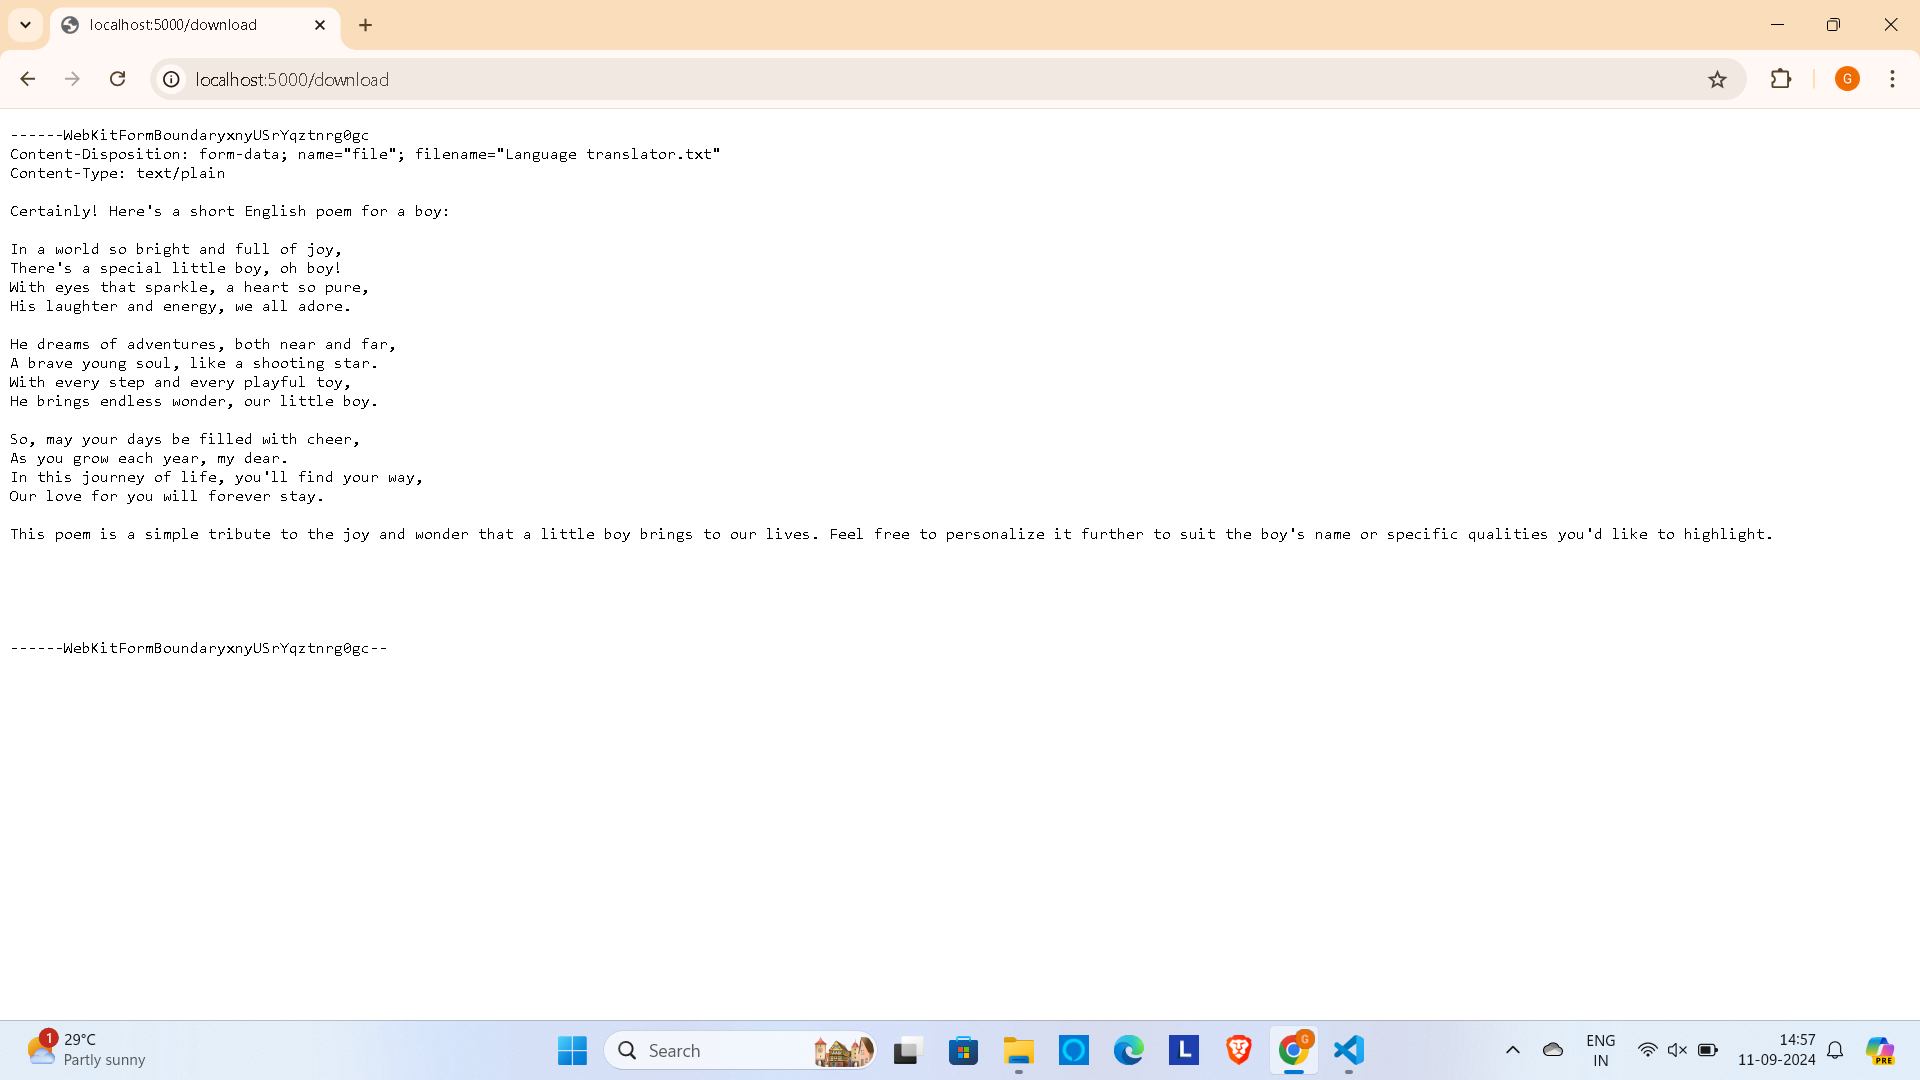 localhost:5000/download
localhost:5000/download
G
------WebKitFormBoundaryxnyUSrYqztnrg0gc
Content-Disposition: form-data; name="file"; filename="Language translator.txt"
Content-Type: text/plain
Certainly! Here's a short English poem for a boy:
In a world so bright and full of joy,
There's a special little boy, oh boy!
With eyes that sparkle, a heart so pure,
His laughter and energy, we all adore.
He dreams of adventures, both near and far,
A brave young soul, like a shooting star.
With every step and every playful toy,
He brings endless wonder, our little boy.
So, may your days be filled with cheer,
As you grow each year, my dear.
In this journey of life, you'll find your way,
Our love for you will forever stay.
This poem is a simple tribute to the joy and wonder that a little boy brings to our lives. Feel free to personalize it further to suit the boy's name or specific qualities you'd like to highlight.
------WebKitFormBoundaryxnyUSrYqztnrg0gc--
1
29°C
Partly sunny
Search
L
G
ENG
IN
14:57
11-09-2024
PRE